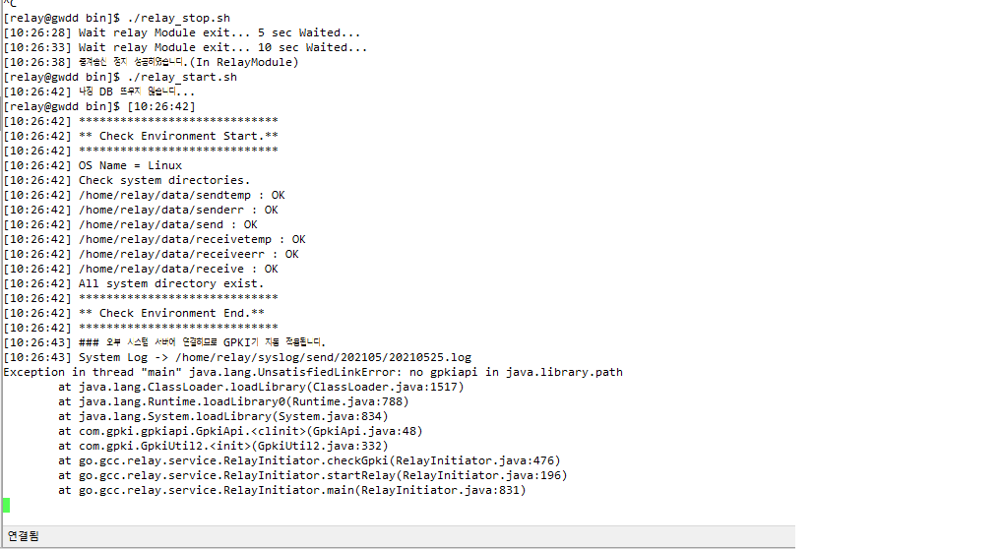 ^C
[relay@gwdd bin]$ ./relay_stop.sh
[10:26:28] Wait relay Module exit... 5 sec Waited...
[10:26:33] Wait relay Module exit... 10 sec Waited...
[10:26:38] 중계송신 정지 성공하였습니다.(In RelayModule)
[relay@gwdd bin]$ ./relay_start.sh
[10:26:42] 내장 DB 띄우지 않습니다...
[relay@gwdd bin]$ [10:26:42]
[10:26:42] *****************************
[10:26:42] ** Check Environment Start.**
[10:26:42] *****************************
[10:26:42] OS Name = Linux
[10:26:42] Check system directories.
[10:26:42] /home/relay/data/sendtemp : OK
[10:26:42] /home/relay/data/senderr : OK
[10:26:42] /home/relay/data/send : OK
[10:26:42] /home/relay/data/receivetemp : OK
[10:26:42] /home/relay/data/receiveerr : OK
[10:26:42] /home/relay/data/receive : OK
[10:26:42] All system directory exist.
[10:26:42] *****************************
[10:26:42] ** Check Environment End.**
[10:26:42] *****************************
[10:26:43] ### 외부 시스템 서버에 연결하므로 GPKI가 자동 적용됩니다.
[10:26:43] System Log -> /home/relay/syslog/send/202105/20210525.log
Exception in thread "main" java.lang.UnsatisfiedLinkError: no gpkiapi in java.library.path
at java.lang.ClassLoader.loadLibrary(ClassLoader.java:1517)
at java.lang.Runtime.loadLibrary0(Runtime.java:788)
at java.lang.System.loadLibrary(System.java:834)
at com.gpki.gpkiapi.GpkiApi.<clinit>(GpkiApi.java:48)
at com.gpki.GpkiUtil2.<init>(GpkiUtil2.java:332)
at go.gcc.relay.service.RelayInitiator.checkGpki(RelayInitiator.java:476)
at go.gcc.relay.service.RelayInitiator.startRelay(RelayInitiator.java:196)
at go.gcc.relay.service.RelayInitiator.main(RelayInitiator.java:831)
연결됨